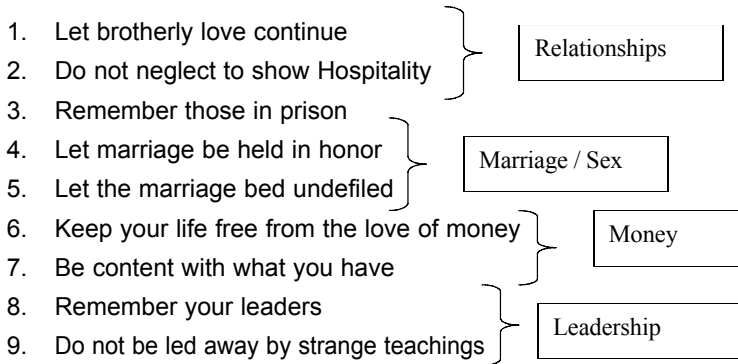 1. Let brotherly love continue
2. Do not neglect to show Hospitality
Relationships
3. Remember those in prison
4. Let marriage be held in honor
5. Let the marriage bed undefiled
Marriage / Sex
6. Keep your life free from the love of money
7. Be content with what you have
Money
8. Remember your leaders
9. Do not be led away by strange teachings
Leadership